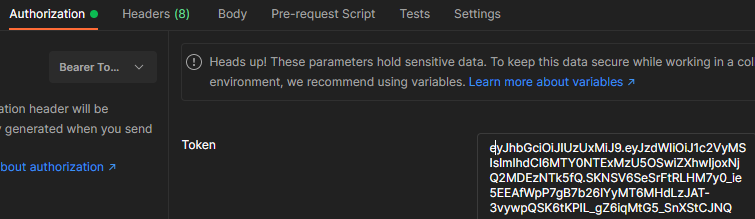 Authorization Headers (8) Body Pre-request Script Tests Settings
Heads up! These parameters hold sensitive data. To keep this data secure while working in a col
Bearer To...
environment, we recommend using variables. Learn more about variables ↗
ation header will be
y generated when you send
Token
eyJhbGciOiJIUzUxMiJ9.eyJzdWIiOiJ1c2VyMS
IsImlhdCI6MTY0NTExMzU5OSwiZXhwIjoxNj
Q2MDEzNTk5fQ.SKNSV6SeSrFtRLHM7y0_ie
5EEAfWpP7gB7b26IYyMT6MHdLzJAT-
3vywpQSK6tKPIL_gZ6iqMtG5_SnXStCJNQ
bout authorization ↗